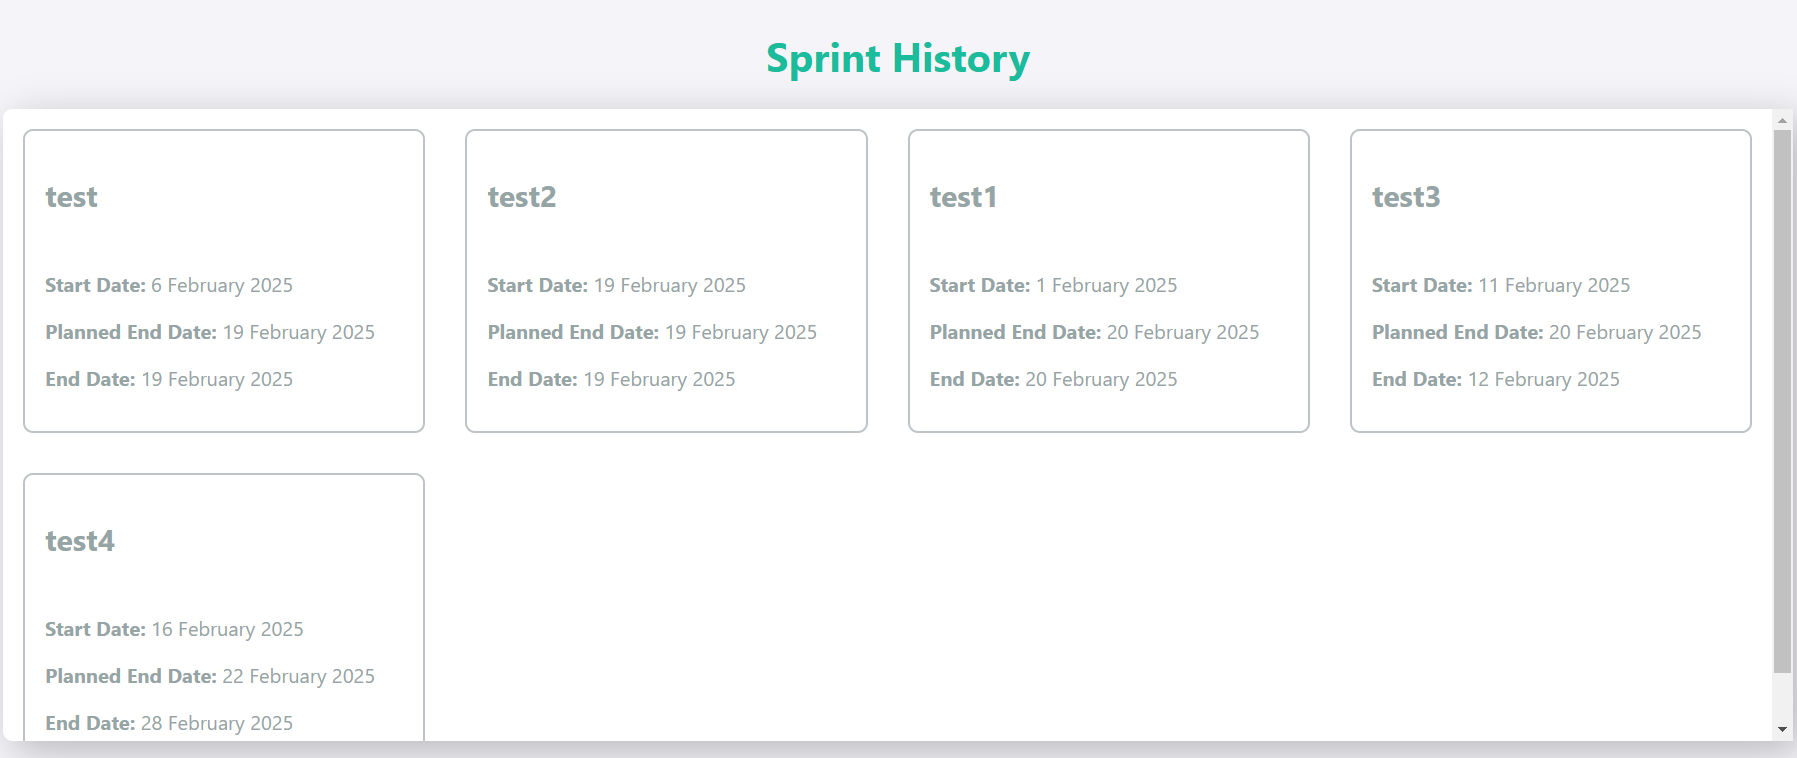 Sprint History
test
Start Date: 6 February 2025
Planned End Date: 19 February 2025
End Date: 19 February 2025
test2
Start Date: 19 February 2025
Planned End Date: 19 February 2025
End Date: 19 February 2025
test1
Start Date: 1 February 2025
Planned End Date: 20 February 2025
End Date: 20 February 2025
test3
Start Date: 11 February 2025
Planned End Date: 20 February 2025
End Date: 12 February 2025
test4
Start Date: 16 February 2025
Planned End Date: 22 February 2025
End Date: 28 February 2025